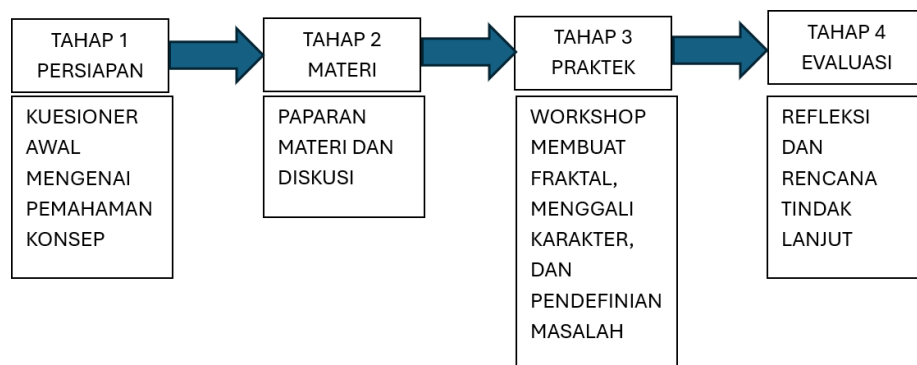 TAHAP 1
PERSIAPAN
KUESIONER
AWAL
MENGENAI
PEMAHAMAN
KONSEP
TAHAP 2
MATERI
PAPARAN
MATERI DAN
DISKUSI
TAHAP 3
PRAKTEK
WORKSHOP
MEMBUAT
FRAKTAL,
MENGGALI
KARAKTER,
DAN
PENDEFINIAN
MASALAH
TAHAP 4
EVALUASI
REFLEKSI
DAN
RENCANA
TINDAK
LANJUT